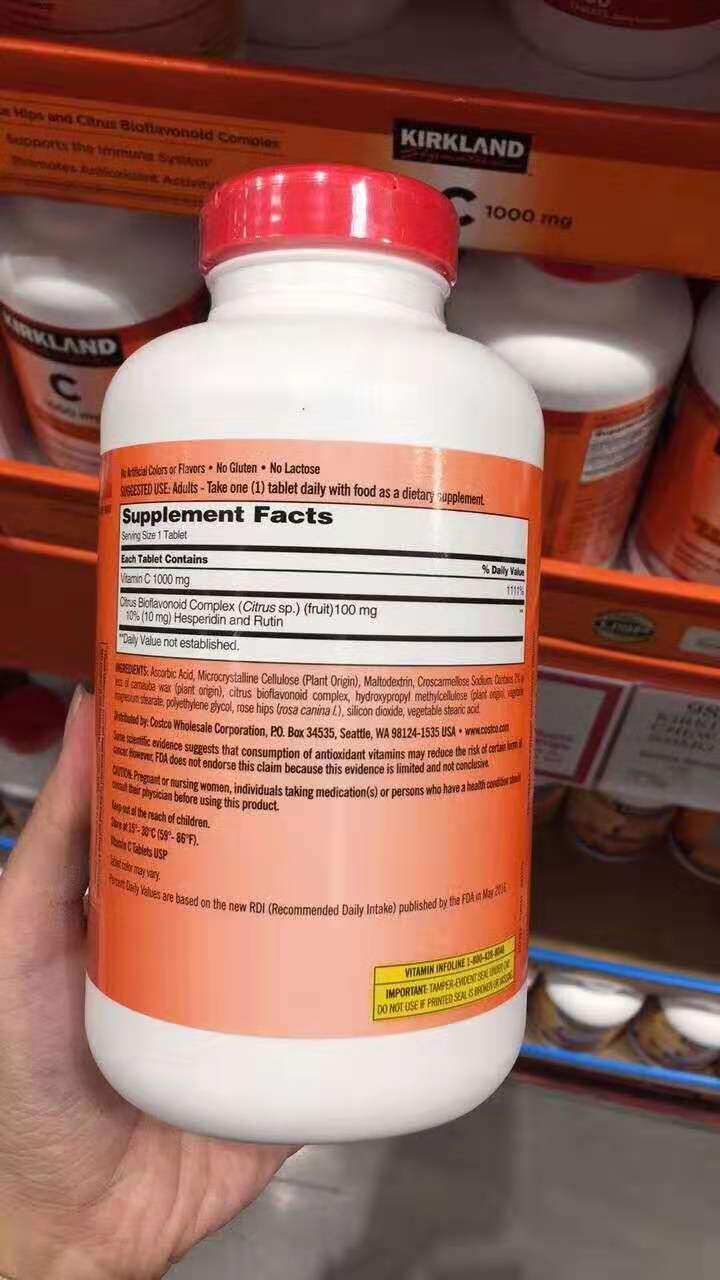 Hips and Citrus Bioflavonoid Complex
Supports the Immune System
Promotes Antioxidant Activity
KIRKLAND
C 1000 mg
KIRKLAND
C
No Artificial Colors or Flavors • No Gluten • No Lactose
SUGGESTED USE: Adults - Take one (1) tablet daily with food as a dietary supplement.
Supplement Facts
Serving Size 1 Tablet
Each Tablet Contains % Daily Value
Vitamin C 1000 mg 1111%
Citrus Bioflavonoid Complex (Citrus sp.) (fruit)100 mg **
10% (10 mg) Hesperidin and Rutin
**Daily Value not established.
INGREDIENTS: Ascorbic Acid, Microcrystalline Cellulose (Plant Origin), Maltodextrin, Croscarmellose Sodium. Contains 2% or
less of carnauba wax (plant origin), citrus bioflavonoid complex, hydroxypropyl methylcellulose (plant origin), vegetable
magnesium stearate, polyethylene glycol, rose hips (rosa canina l.), silicon dioxide, vegetable stearic acid.
Distributed by: Costco Wholesale Corporation, P.O. Box 34535, Seattle, WA 98124-1535 USA • www.costco.com
Some scientific evidence suggests that consumption of antioxidant vitamins may reduce the risk of certain forms of
cancer. However, FDA does not endorse this claim because this evidence is limited and not conclusive.
CAUTION: Pregnant or nursing women, individuals taking medication(s) or persons who have a health condition should
consult their physician before using this product.
Keep out of the reach of children.
Store at 15°- 30°C (59°- 86°F).
Vitamin C Tablets USP
Tablet color may vary.
Percent Daily Values are based on the new RDI (Recommended Daily Intake) published by the FDA in May 2016.
VITAMIN INFOLINE 1-800-
IMPORTANT: TAMPER-EVIDENT SEAL UNDER CAP.
DO NOT USE IF PRINTED SEAL IS BROKEN OR MISSING.